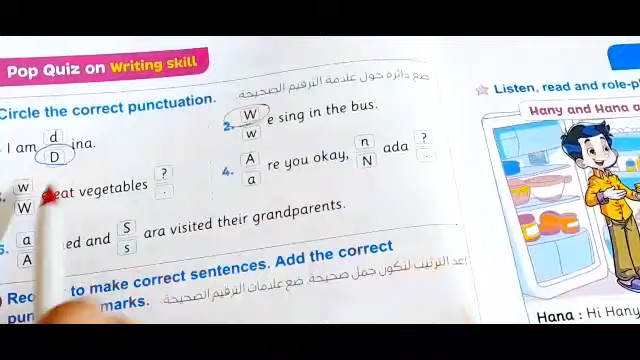 Pop Quiz on Writing skill
Circle the correct punctuation.
ضع دائرة حول علامة الترقيم الصحيحة
I am d D ina.
2. W w e sing in the bus.
w W e eat vegetables ? .
4. A a re you okay, n N ada ? .
5. a A ed and S s ara visited their grandparents.
to make correct sentences. Add the correct
marks.
أعد الترتيب لتكون جمل صحيحة. ضع علامات الترقيم الصحيحة.
Listen, read and role-pl
Hany and Hana a
Hana: Hi Hany